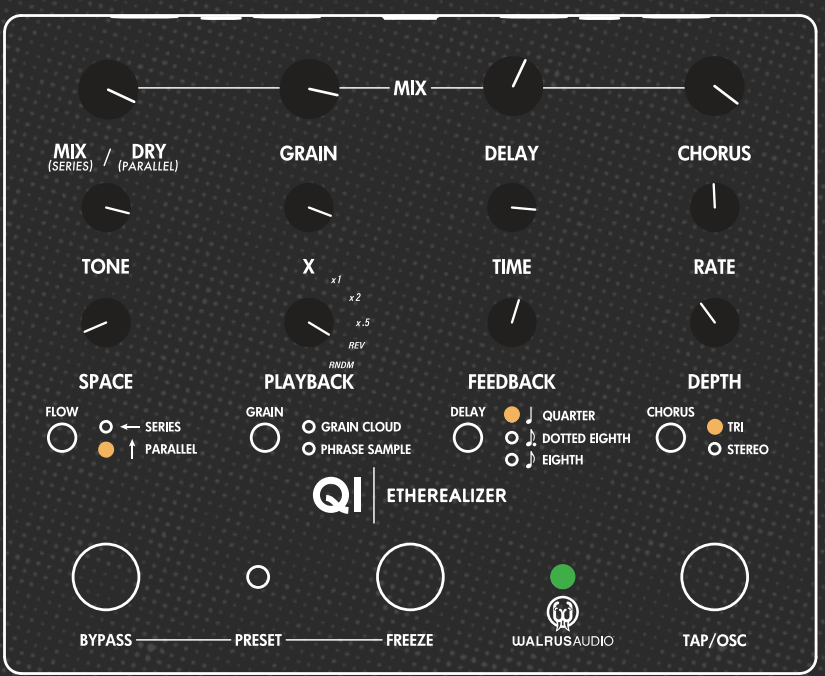 MIX
MIX / DRY
(SERIES) (PARALLEL)
GRAIN
DELAY
CHORUS
TONE
X
TIME
RATE
x1
x2
x.5
REV
RNDM
SPACE
PLAYBACK
FEEDBACK
DEPTH
FLOW
SERIES
PARALLEL
GRAIN
GRAIN CLOUD
PHRASE SAMPLE
DELAY
QUARTER
DOTTED EIGHTH
EIGHTH
CHORUS
TRI
STEREO
QI ETHEREALIZER
BYPASS
PRESET
FREEZE
WALRUSAUDIO
TAP/OSC